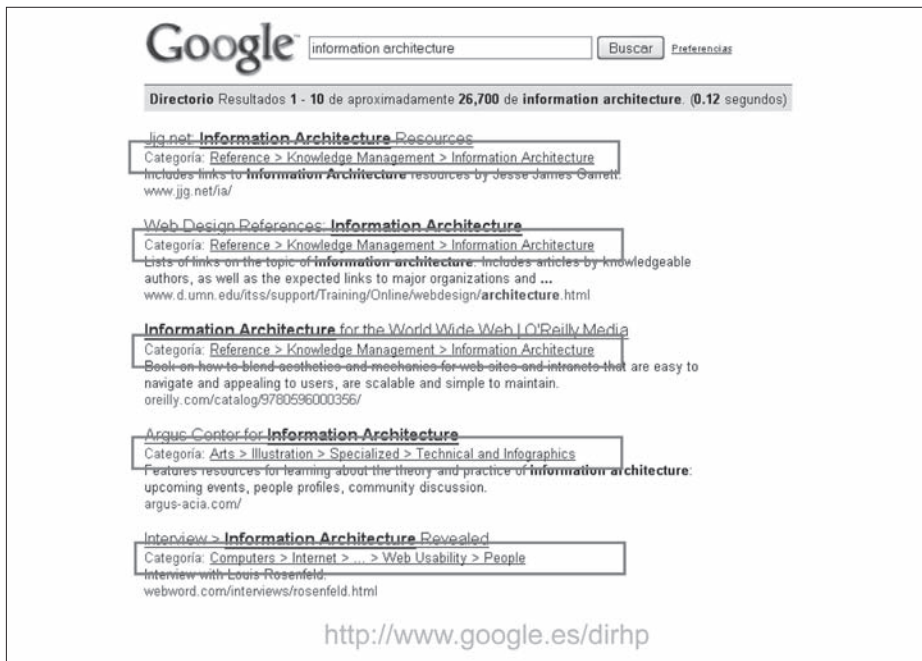 Google™ information architecture Buscar Preferencias
Directorio Resultados 1 - 10 de aproximadamente 26,700 de information architecture. (0.12 segundos)
Jjg.net: Information Architecture Resources
Categoría: Reference > Knowledge Management > Information Architecture
Includes links to Information Architecture resources by Jesse James Garrett.
www.jjg.net/ia/
Web Design References: Information Architecture
Categoría: Reference > Knowledge Management > Information Architecture
Lists of links on the topic of information architecture. Includes articles by knowledgeable
authors, as well as the expected links to major organizations and ...
www.d.umn.edu/itss/support/Training/Online/webdesign/architecture.html
Information Architecture for the World Wide Web | O'Reilly Media
Categoría: Reference > Knowledge Management > Information Architecture
Book on how to blend aesthetics and mechanics for web sites and intranets that are easy to
navigate and appealing to users, are scalable and simple to maintain.
oreilly.com/catalog/9780596000356/
Argus Center for Information Architecture
Categoría: Arts > Illustration > Specialized > Technical and Infographics
Features resources for learning about the theory and practice of information architecture:
upcoming events, people profiles, community discussion.
argus-acia.com/
Interview > Information Architecture Revealed
Categoría: Computers > Internet > ... > Web Usability > People
Interview with Louis Rosenfeld.
webword.com/interviews/rosenfeld.html
http://www.google.es/dirhp